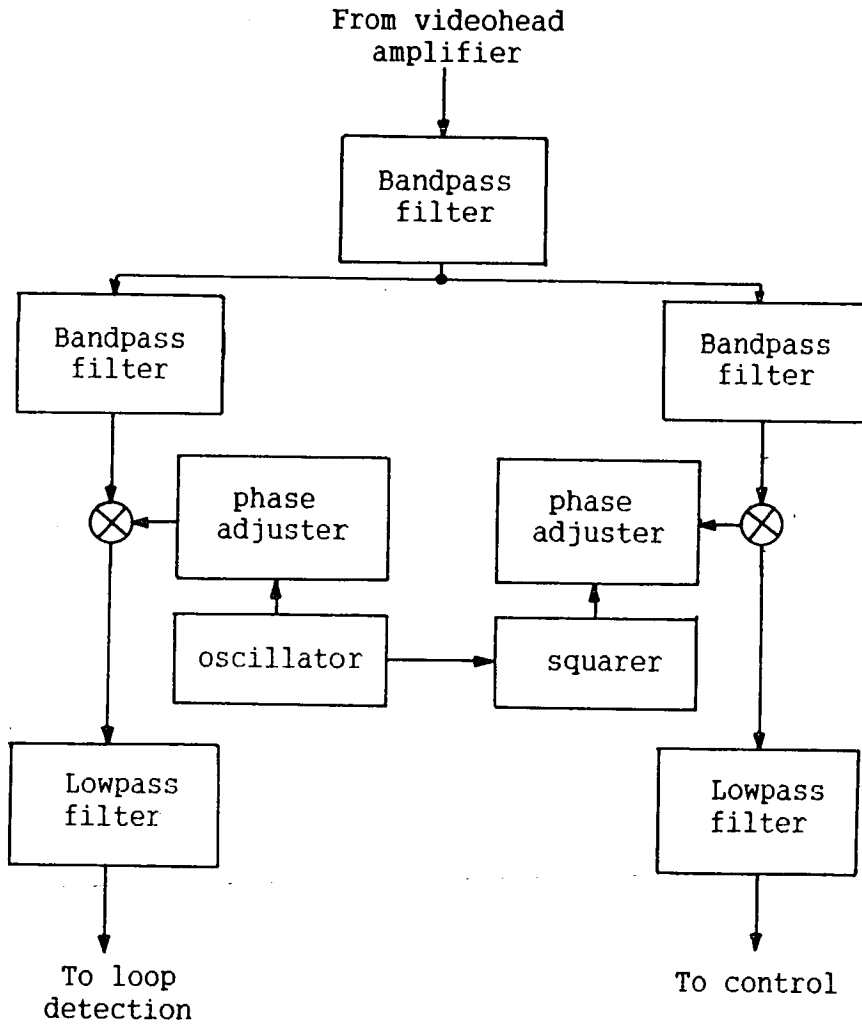 From videohead
amplifier
Bandpass
filter
Bandpass
filter
Bandpass
filter
phase
adjuster
phase
adjuster
oscillator
squarer
Lowpass
filter
Lowpass
filter
To loop
detection
To control